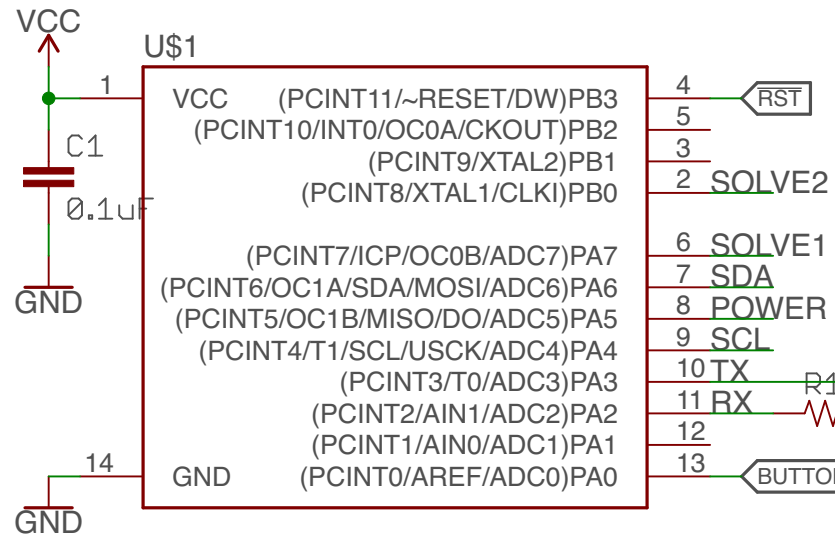 VCC
U$1
1 VCC (PCINT11/~RESET/DW)PB3 4 RST
(PCINT10/INT0/OC0A/CKOUT)PB2 5
C1 (PCINT9/XTAL2)PB1 3
(PCINT8/XTAL1/CLKI)PB0 2 SOLVE2
0.1uF
(PCINT7/ICP/OC0B/ADC7)PA7 6 SOLVE1
(PCINT6/OC1A/SDA/MOSI/ADC6)PA6 7 SDA
GND (PCINT5/OC1B/MISO/DO/ADC5)PA5 8 POWER
(PCINT4/T1/SCL/USCK/ADC4)PA4 9 SCL
(PCINT3/T0/ADC3)PA3 10 TX R1
(PCINT2/AIN1/ADC2)PA2 11 RX
(PCINT1/AIN0/ADC1)PA1 12
14 GND (PCINT0/AREF/ADC0)PA0 13
GND